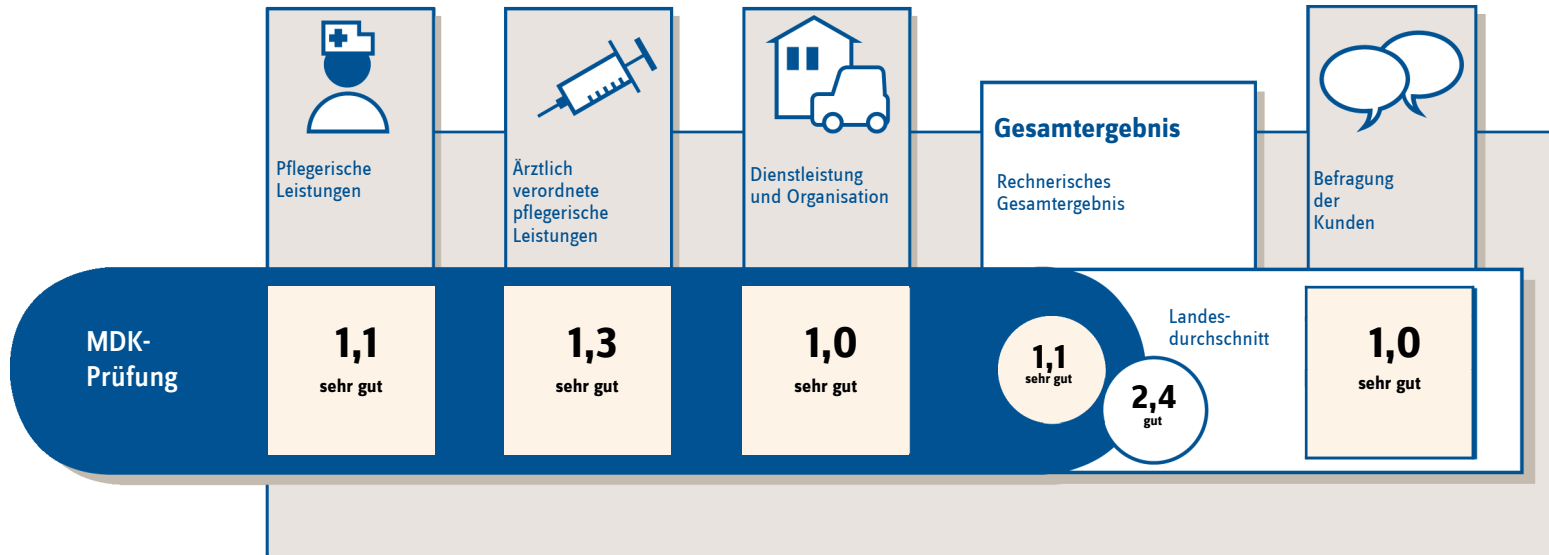 Pflegerische
Leistungen
Ärztlich
verordnete
pflegerische
Leistungen
Dienstleistung
und Organisation
Gesamtergebnis
Rechnerisches
Gesamtergebnis
Befragung
der
Kunden
MDK-
Prüfung
1,1
sehr gut
1,3
sehr gut
1,0
sehr gut
1,1
sehr gut
Landes-
durchschnitt
2,4
gut
1,0
sehr gut